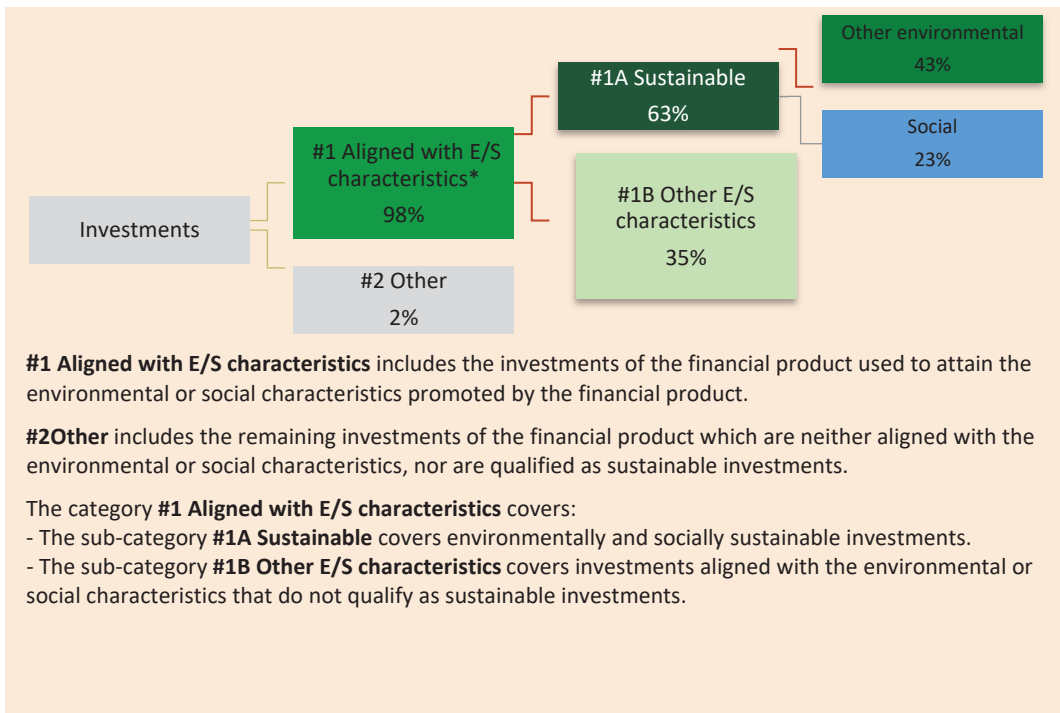 Other environmental
43%
#1A Sustainable
63%
Social
23%
#1 Aligned with E/S
characteristics*
98%
#1B Other E/S
characteristics
35%
Investments
#2 Other
2%
#1 Aligned with E/S characteristics includes the investments of the financial product used to attain the
environmental or social characteristics promoted by the financial product.
#2Other includes the remaining investments of the financial product which are neither aligned with the
environmental or social characteristics, nor are qualified as sustainable investments.
The category #1 Aligned with E/S characteristics covers:
- The sub-category #1A Sustainable covers environmentally and socially sustainable investments.
- The sub-category #1B Other E/S characteristics covers investments aligned with the environmental or
social characteristics that do not qualify as sustainable investments.